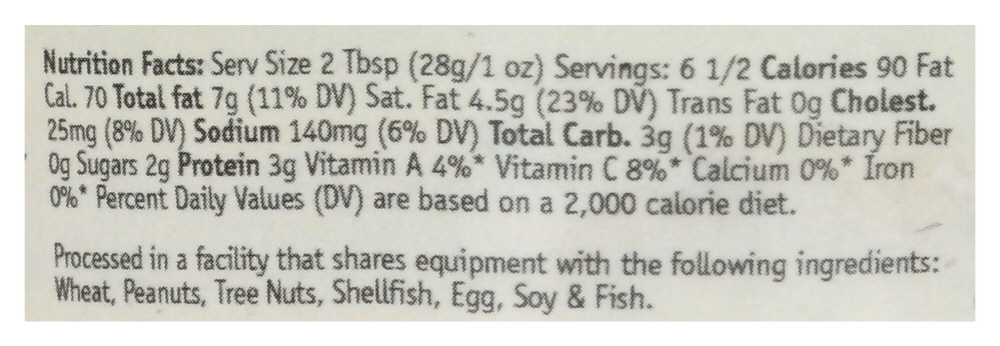 Nutrition Facts: Serv Size 2 Tbsp (28g/1 oz) Servings: 6 1/2 Calories 90 Fat
Cal. 70 Total fat 7g (11% DV) Sat. Fat 4.5g (23% DV) Trans Fat 0g Cholest.
25mg (8% DV) Sodium 140mg (6% DV) Total Carb. 3g (1% DV) Dietary Fiber
0g Sugars 2g Protein 3g Vitamin A 4%* Vitamin C 8%* Calcium 0%* Iron
0%* Percent Daily Values (DV) are based on a 2,000 calorie diet.
Processed in a facility that shares equipment with the following ingredients:
Wheat, Peanuts, Tree Nuts, Shellfish, Egg, Soy & Fish.